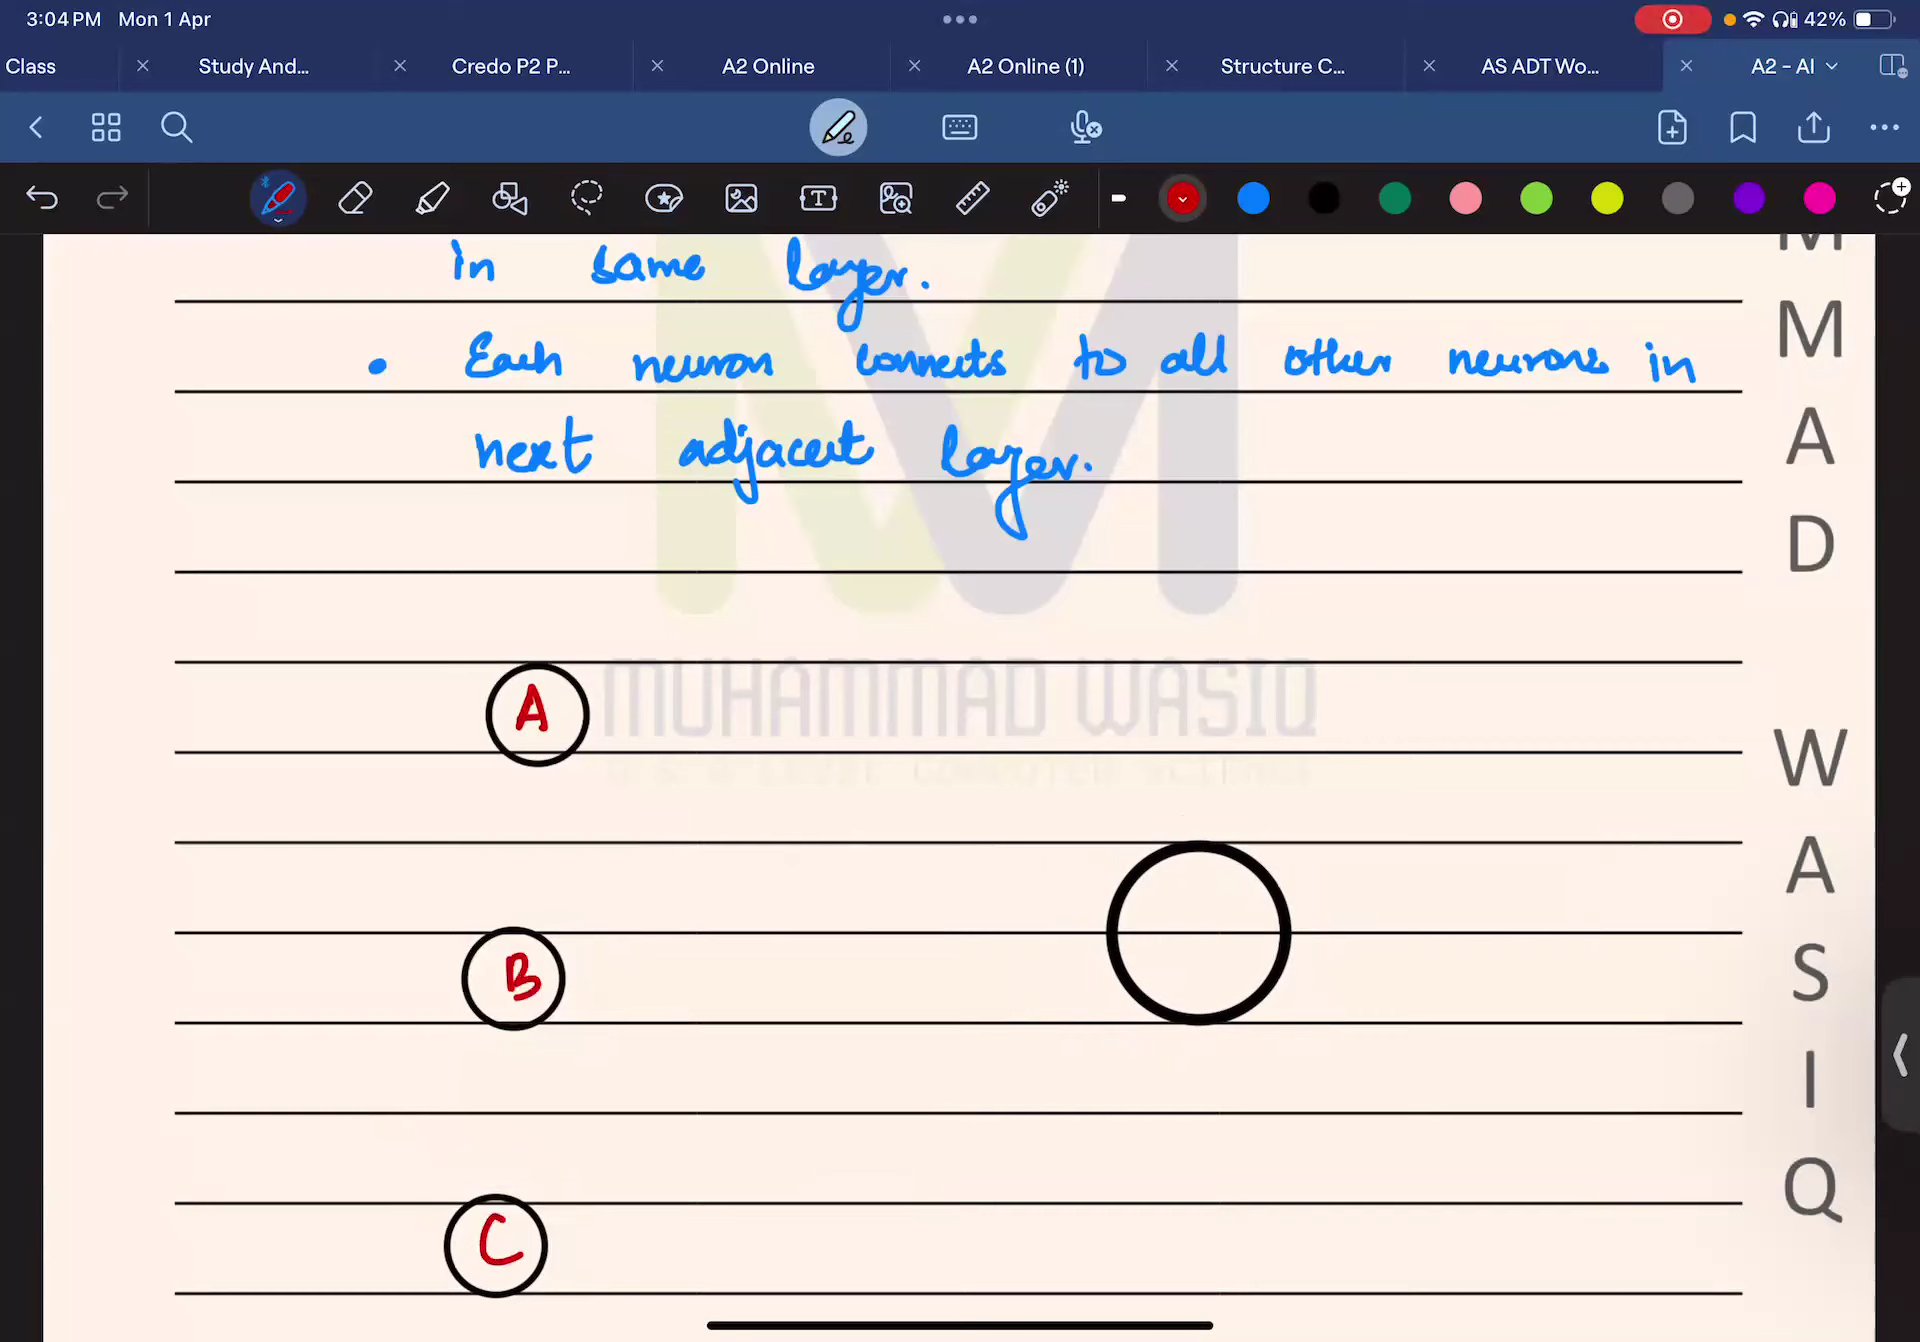 3:04 PM Mon 1 Apr
42%
Class
Study And...
Credo P2 P...
A2 Online
A2 Online (1)
Structure C...
AS ADT Wo...
A2 - AI
in same layer.
• Each neuron connects to all other neurons in
next adjacent layer.
A
MUHAMMAD WASIQ
B
C
M
M
A
D
W
A
S
I
Q